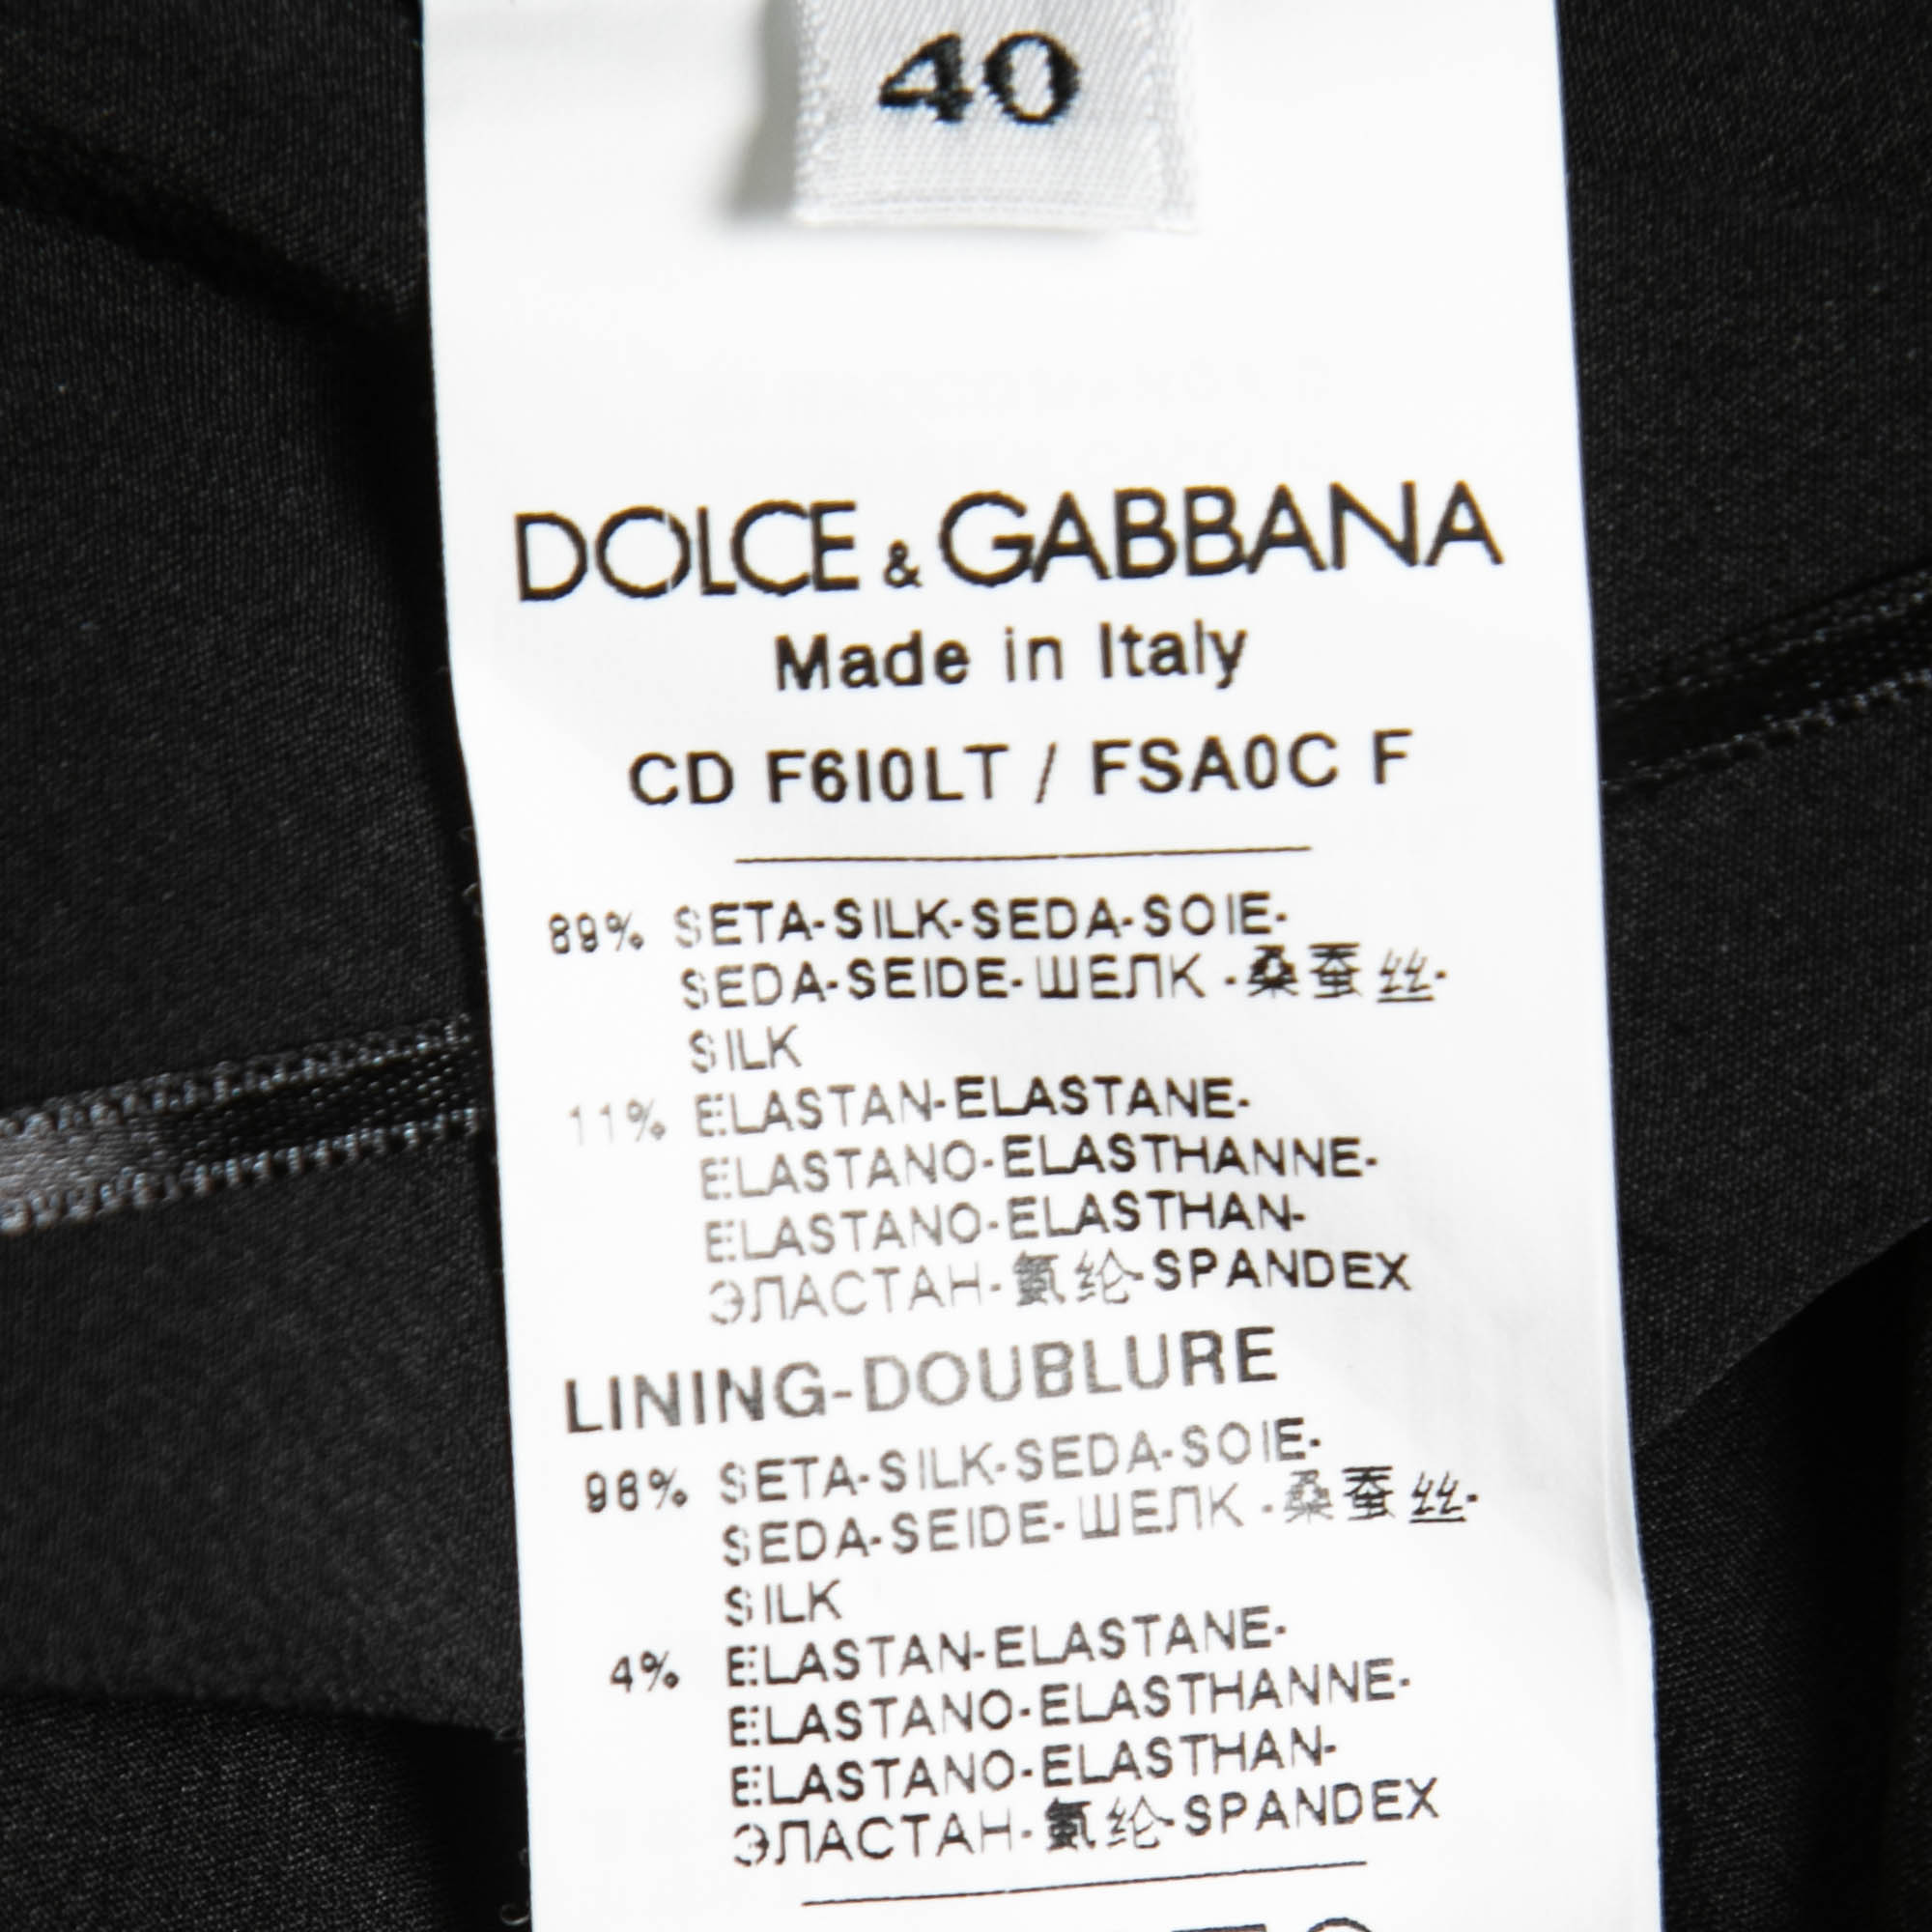 40
DOLCE & GABBANA
Made in Italy
CD F6I0LT / FSA0C F
89% SETA-SILK-SEDA-SOIE-
SEDA-SEIDE-ШЕЛК-桑蚕丝-
SILK
11% ELASTAN-ELASTANE-
ELASTANO-ELASTHANNE-
ELASTANO-ELASTHAN-
ЭЛАСТАН-氨纶-SPANDEX
LINING-DOUBLURE
96% SETA-SILK-SEDA-SOIE-
SEDA-SEIDE-ШЕЛК-桑蚕丝-
SILK
4% ELASTAN-ELASTANE-
ELASTANO-ELASTHANNE-
ELASTANO-ELASTHAN-
ЭЛАСТАН-氨纶-SPANDEX